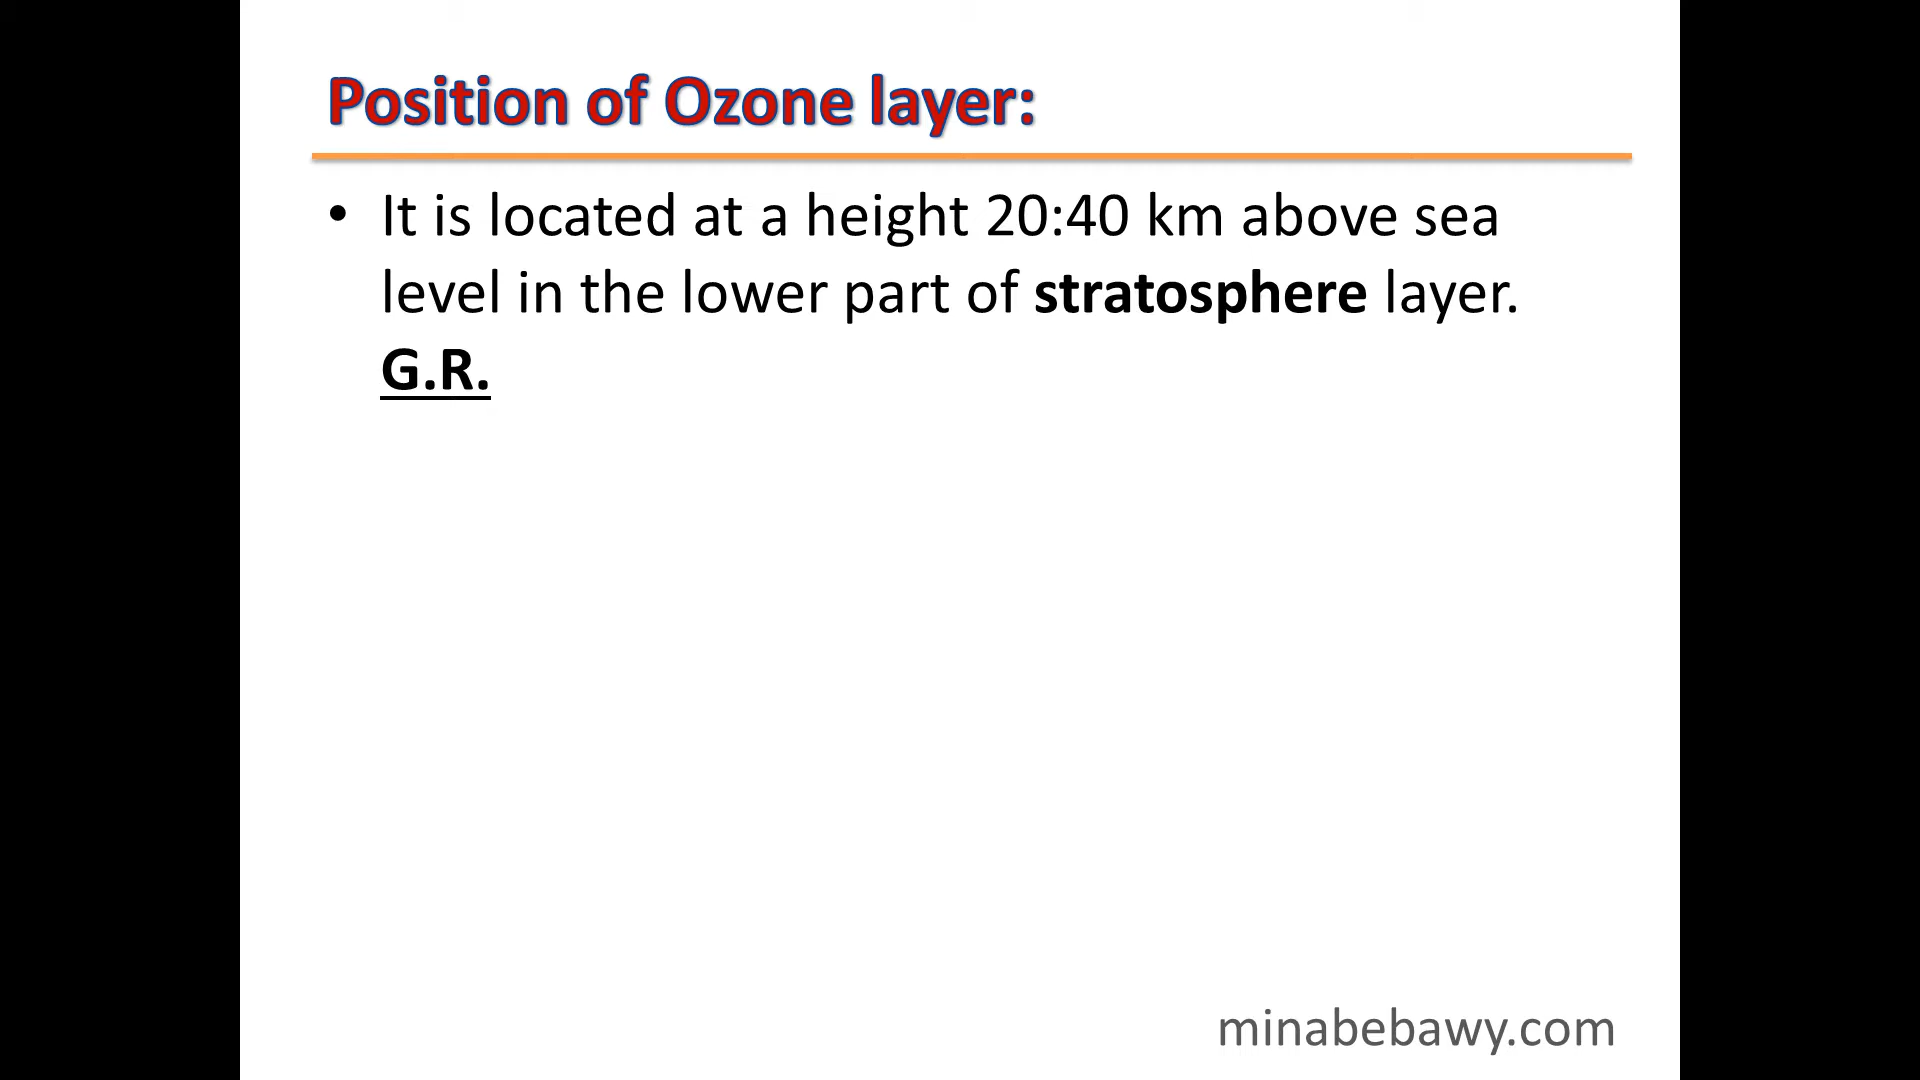 Position of Ozone layer:
• It is located at a height 20:40 km above sea
level in the lower part of stratosphere layer.
G.R.
minabebawy.com